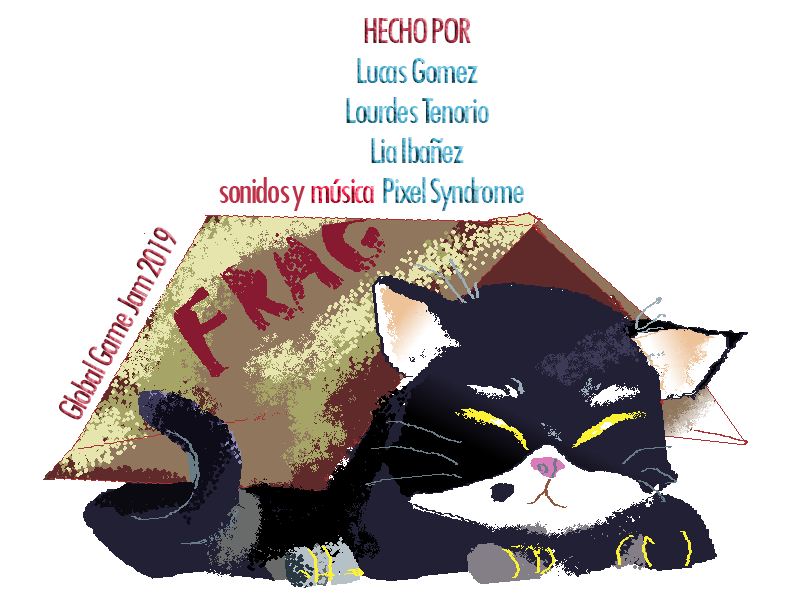 HECHO POR
Lucas Gomez
Lourdes Tenorio
Lia Ibañez
sonidos y música Pixel Syndrome
Global Game Jam 2019
FRAG